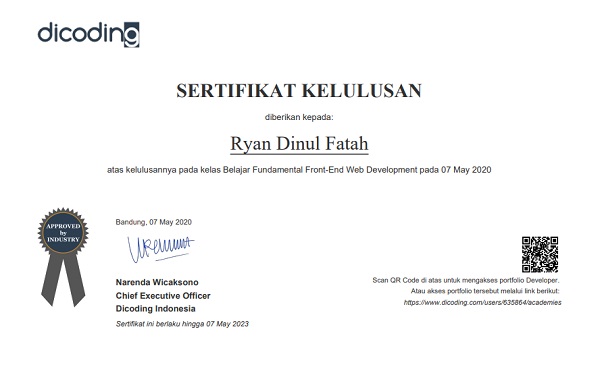 dicoding
SERTIFIKAT KELULUSAN
diberikan kepada:
Ryan Dinul Fatah
atas kelulusannya pada kelas Belajar Fundamental Front-End Web Development pada 07 May 2020
APPROVED
by
INDUSTRY
Bandung, 07 May 2020
Narenda Wicaksono
Chief Executive Officer
Dicoding Indonesia
Sertifikat ini berlaku hingga 07 May 2023
Scan QR Code di atas untuk mengakses portfolio Developer.
Atau akses portfolio tersebut melalui link berikut:
https://www.dicoding.com/users/635864/academies